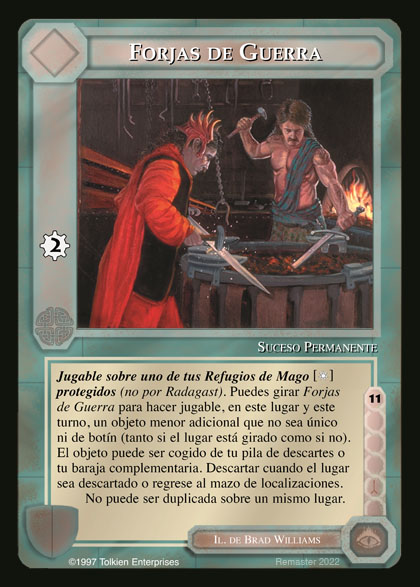 Forjas de Guerra
2
Suceso Permanente
Jugable sobre uno de tus Refugios de Mago [☼]
protegidos (no por Radagast). Puedes girar Forjas
de Guerra para hacer jugable, en este lugar y este
turno, un objeto menor adicional que no sea único
ni de botín (tanto si el lugar está girado como si no).
El objeto puede ser cogido de tu pila de descartes o
tu baraja complementaria. Descartar cuando el lugar
sea descartado o regrese al mazo de localizaciones.
No puede ser duplicada sobre un mismo lugar.
11
Il. de Brad Williams
©1997 Tolkien Enterprises
Remaster 2022